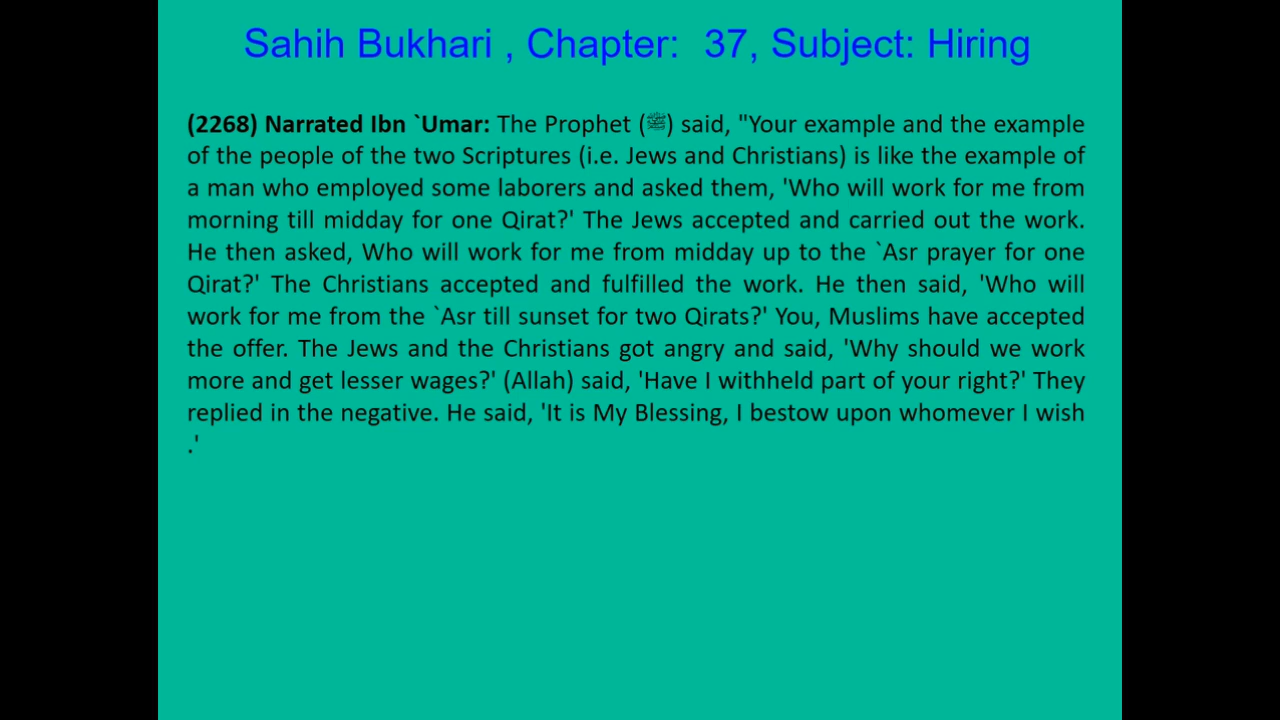 Sahih Bukhari , Chapter:  37, Subject: Hiring
(2268) Narrated Ibn `Umar: The Prophet (ﷺ) said, "Your example and the example
of the people of the two Scriptures (i.e. Jews and Christians) is like the example of
a man who employed some laborers and asked them, 'Who will work for me from
morning till midday for one Qirat?' The Jews accepted and carried out the work.
He then asked, Who will work for me from midday up to the `Asr prayer for one
Qirat?' The Christians accepted and fulfilled the work. He then said, 'Who will
work for me from the `Asr till sunset for two Qirats?' You, Muslims have accepted
the offer. The Jews and the Christians got angry and said, 'Why should we work
more and get lesser wages?' (Allah) said, 'Have I withheld part of your right?' They
replied in the negative. He said, 'It is My Blessing, I bestow upon whomever I wish
.'